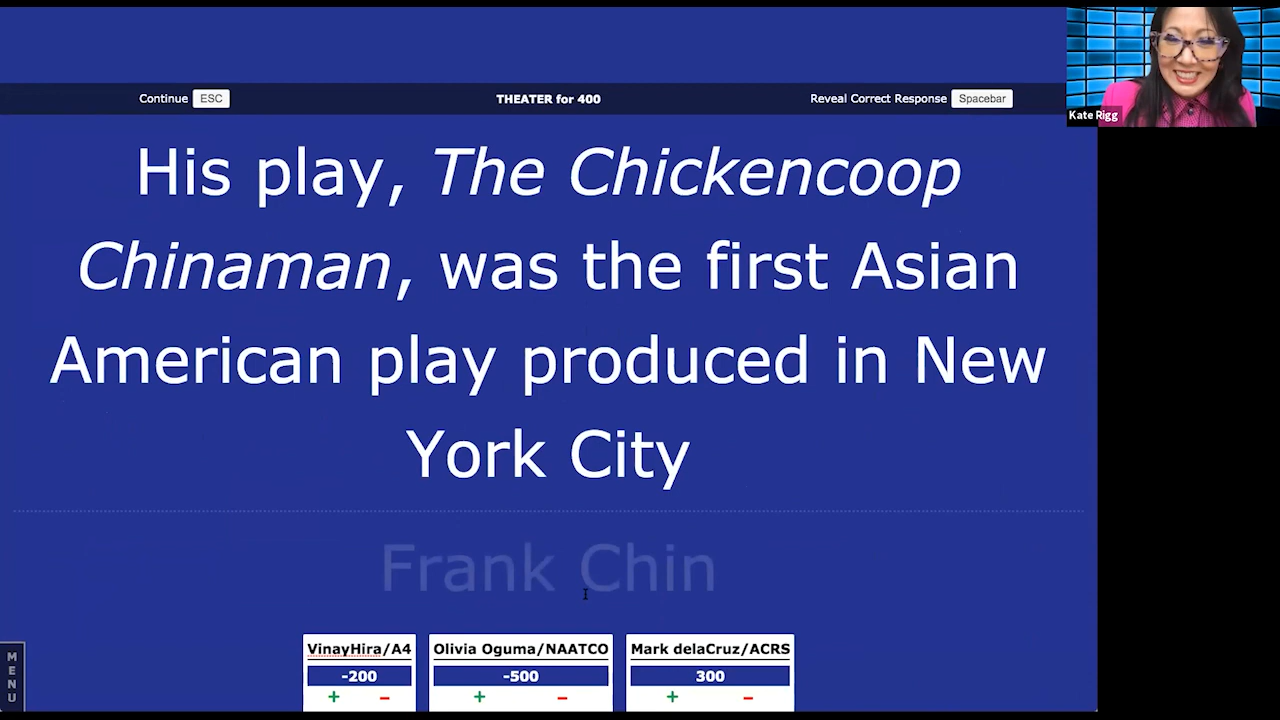 Continue ESC THEATER for 400 Reveal Correct Response Spacebar
Kate Rigg
His play, The Chickencoop
Chinaman, was the first Asian
American play produced in New
York City
Frank Chin
MENU
VinayHira/A4 Olivia Oguma/NAATCO Mark delaCruz/ACRS
-200 -500 300
+ − + − + −